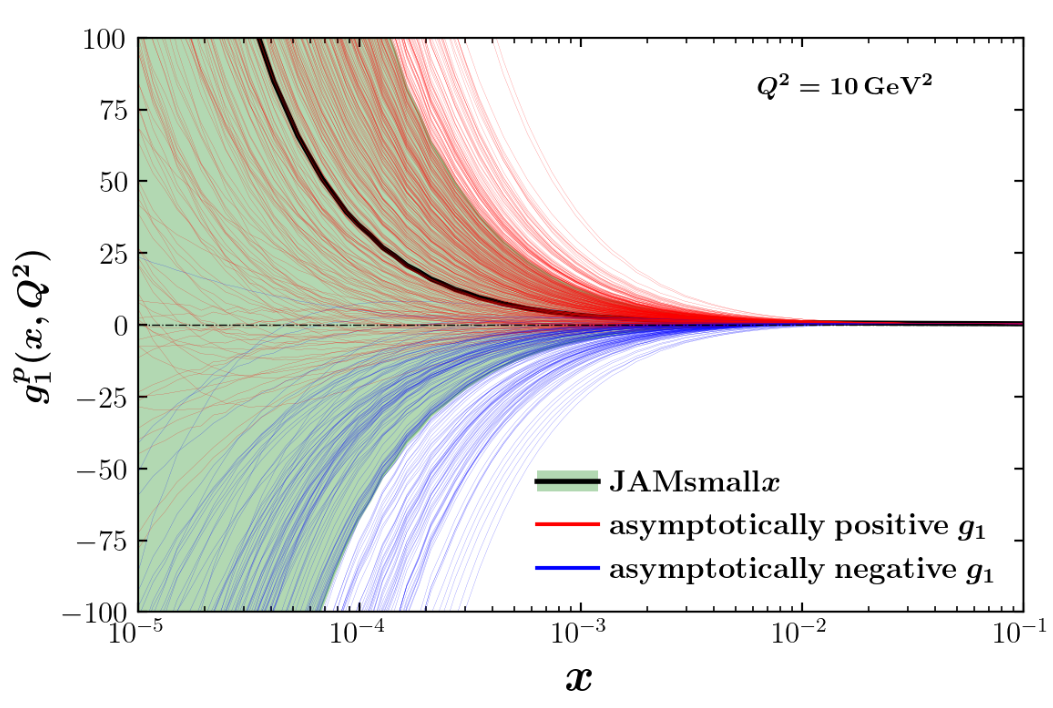 100
75
50
25
0
−25
−50
−75
−100
g₁ᵖ(x, Q²)
Q² = 10 GeV²
JAMsmallx
asymptotically positive g₁
asymptotically negative g₁
10⁻⁵ 10⁻⁴ 10⁻³ 10⁻² 10⁻¹
x